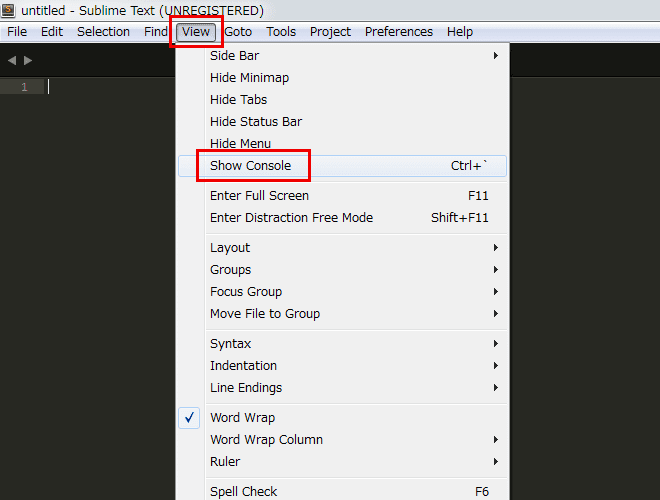 untitled - Sublime Text (UNREGISTERED)
File Edit Selection Find View Goto Tools Project Preferences Help
1
Side Bar
Hide Minimap
Hide Tabs
Hide Status Bar
Hide Menu
Show Console Ctrl+`
Enter Full Screen F11
Enter Distraction Free Mode Shift+F11
Layout
Groups
Focus Group
Move File to Group
Syntax
Indentation
Line Endings
Word Wrap
Word Wrap Column
Ruler
Spell Check F6